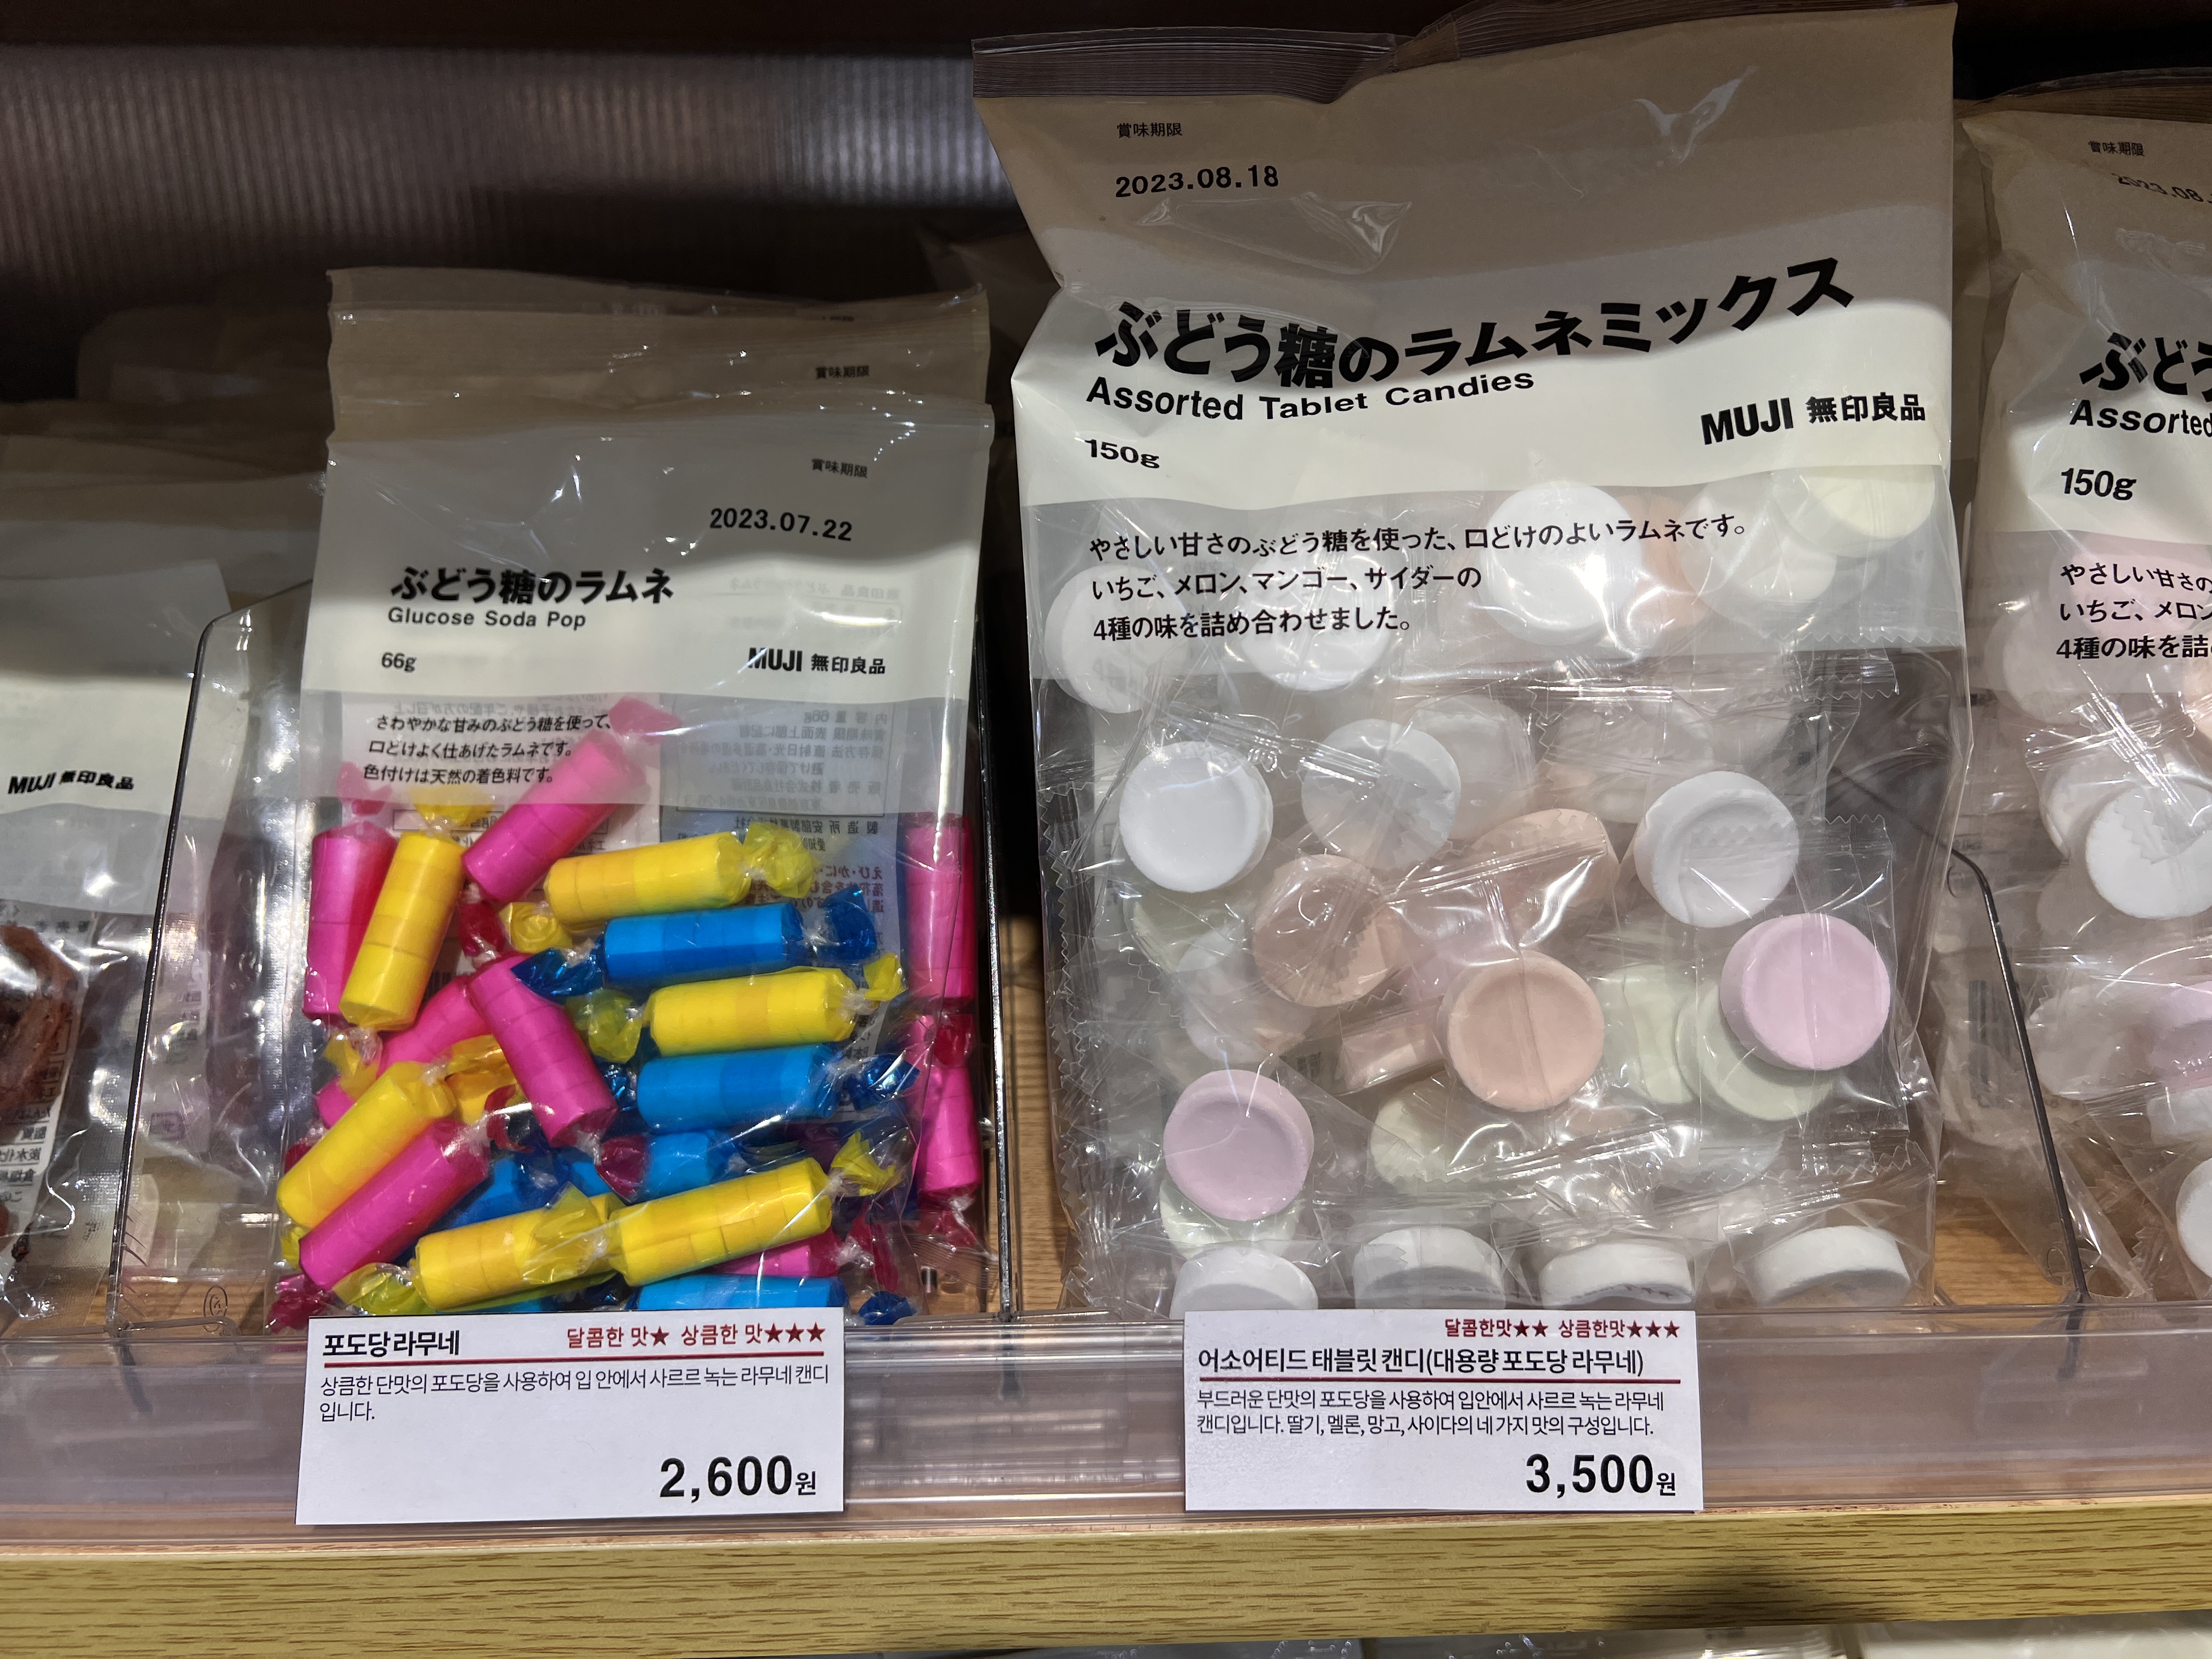 MUJI 無印良品
賞味期限
賞味期限
2023.07.22
ぶどう糖のラムネ
Glucose Soda Pop
66g
MUJI 無印良品
さわやかな甘みのぶどう糖を使って、
口どけよく仕あげたラムネです。
色付けは天然の着色料です。
賞味期限
2023.08.18
ぶどう糖のラムネミックス
Assorted Tablet Candies
MUJI 無印良品
150g
やさしい甘さのぶどう糖を使った、口どけのよいラムネです。
いちご、メロン、マンゴー、サイダーの
4種の味を詰め合わせました。
賞味期限
2023.08.
ぶどう
Assorted
150g
やさしい甘さの
いちご、メロン
4種の味を詰
포도당 라무네
달콤한 맛★ 상큼한 맛★★★
상큼한 단맛의 포도당을 사용하여 입 안에서 사르르 녹는 라무네 캔디
입니다.
2,600원
달콤한맛★★ 상큼한맛★★★
어소어티드 태블릿 캔디(대용량 포도당 라무네)
부드러운 단맛의 포도당을 사용하여 입안에서 사르르 녹는 라무네
캔디입니다. 딸기, 멜론, 망고, 사이다의 네 가지 맛의 구성입니다.
3,500원